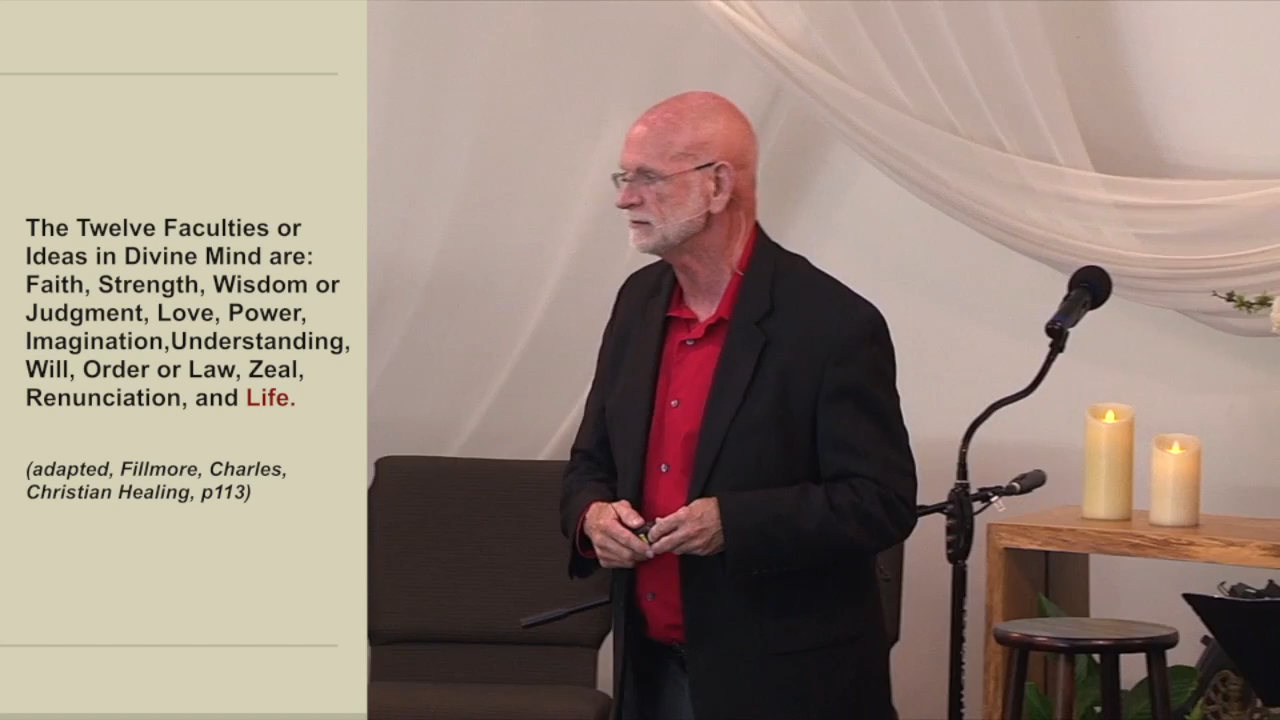 The Twelve Faculties or
Ideas in Divine Mind are:
Faith, Strength, Wisdom or
Judgment, Love, Power,
Imagination,Understanding,
Will, Order or Law, Zeal,
Renunciation, and Life.
(adapted, Fillmore, Charles,
Christian Healing, p113)